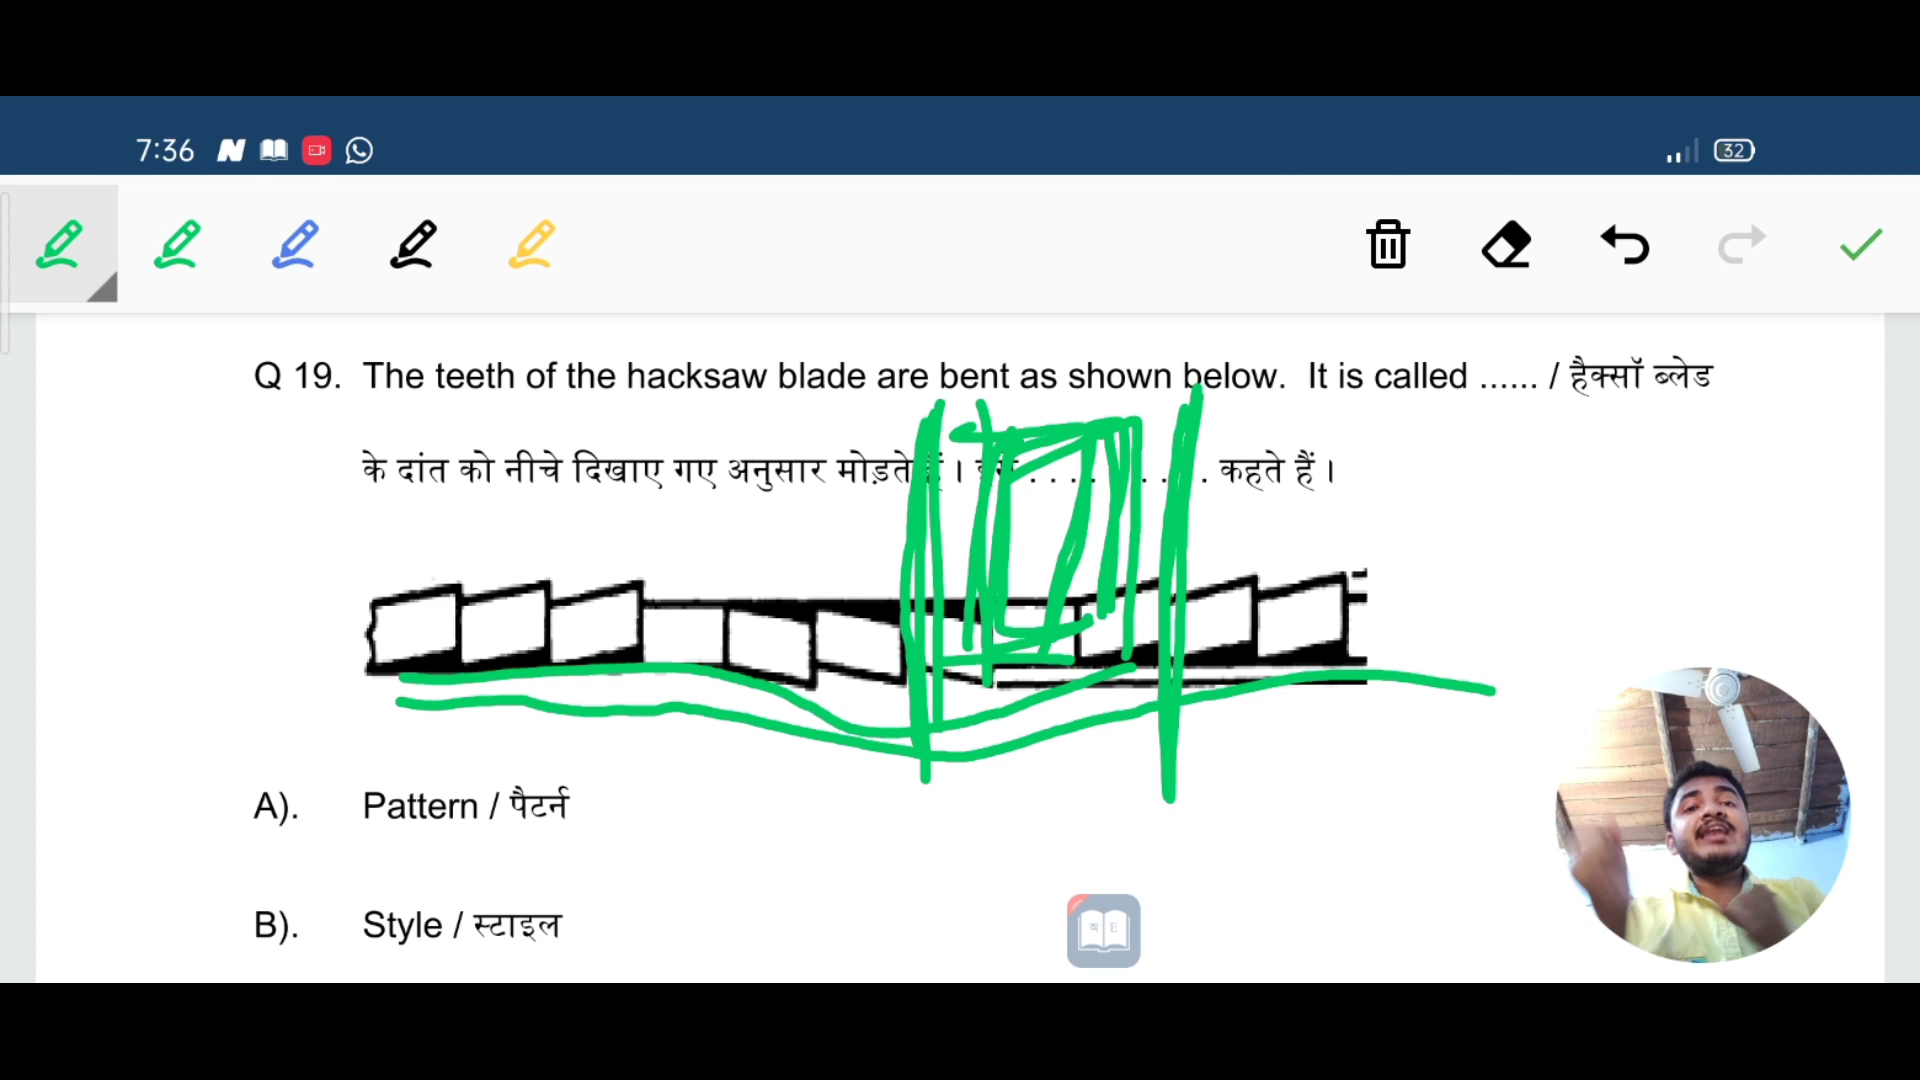 7:36
32
Q 19. The teeth of the hacksaw blade are bent as shown below. It is called ...... / हैक्सॉ ब्लेड
के दांत को नीचे दिखाए गए अनुसार मोड़ते हैं। इसे . . . . . . . . . . कहते हैं।
A). Pattern / पैटर्न
B). Style / स्टाइल
अ E